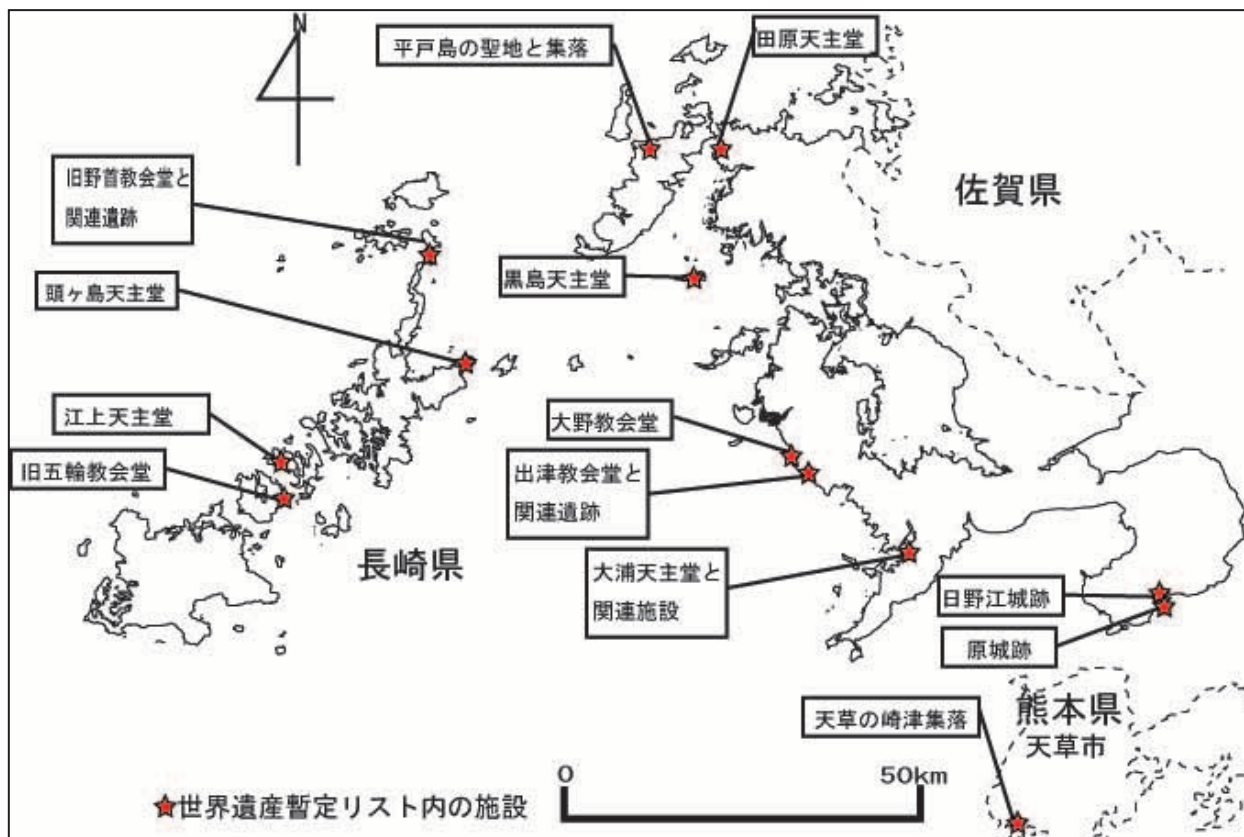 N
平戸島の聖地と集落
田原天主堂
旧野首教会堂と
関連遺跡
佐賀県
頭ヶ島天主堂
黒島天主堂
江上天主堂
大野教会堂
旧五輪教会堂
出津教会堂と
関連遺跡
長崎県
大浦天主堂と
関連施設
日野江城跡
原城跡
天草の崎津集落
熊本県
天草市
0
50km
世界遺産暫定リスト内の施設